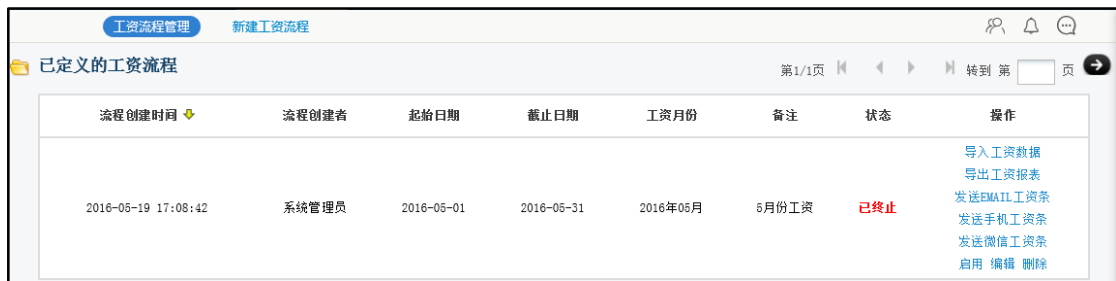 工资流程管理 新建工资流程
已定义的工资流程 第1/1页 转到 第 页
流程创建时间 流程创建者 起始日期 截止日期 工资月份 备注 状态 操作
导入工资数据
导出工资报表
发送EMAIL工资条
2016-05-19 17:08:42 系统管理员 2016-05-01 2016-05-31 2016年05月 5月份工资 已终止
发送手机工资条
发送微信工资条
启用 编辑 删除